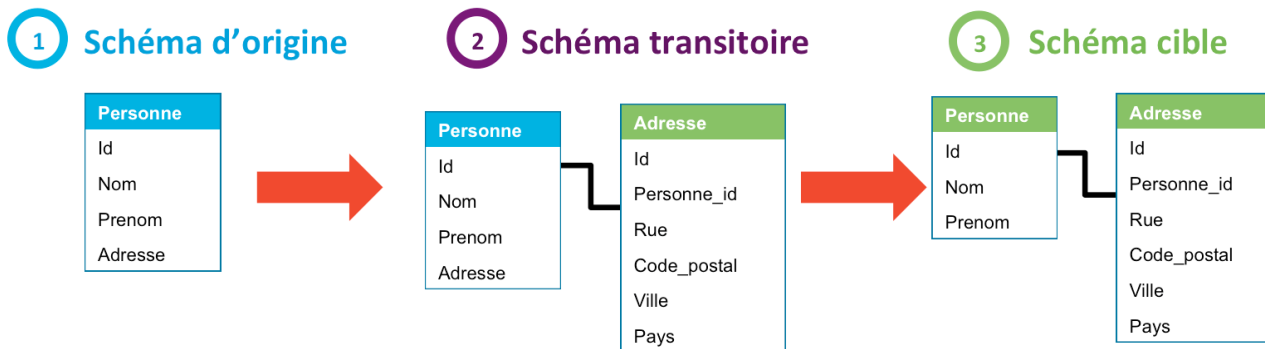 1 Schéma d'origine
Personne
Id
Nom
Prenom
Adresse
2 Schéma transitoire
Personne
Id
Nom
Prenom
Adresse
Adresse
Id
Personne_id
Rue
Code_postal
Ville
Pays
3 Schéma cible
Personne
Id
Nom
Prenom
Adresse
Id
Personne_id
Rue
Code_postal
Ville
Pays